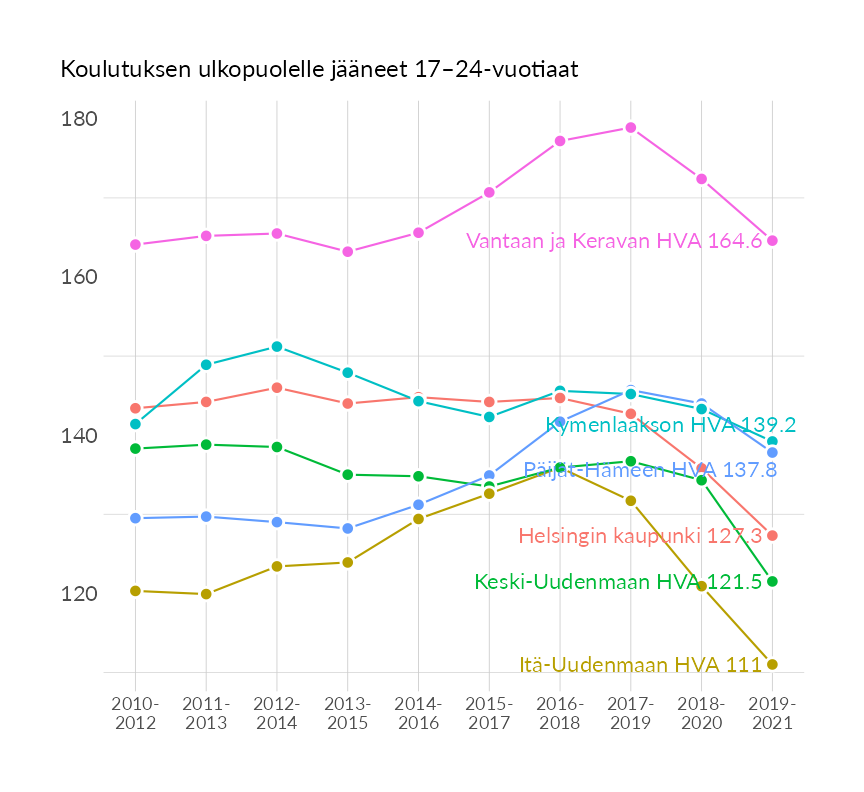 Koulutuksen ulkopuolelle jääneet 17–24-vuotiaat
180
Vantaan ja Keravan HVA 164.6
160
Kymenlaakson HVA 139.2
140
Päijät-Hämeen HVA 137.8
Helsingin kaupunki 127.3
Keski-Uudenmaan HVA 121.5
120
Itä-Uudenmaan HVA 111
2010- 2011- 2012- 2013- 2014- 2015- 2016- 2017- 2018- 2019-
2012 2013 2014 2015 2016 2017 2018 2019 2020 2021